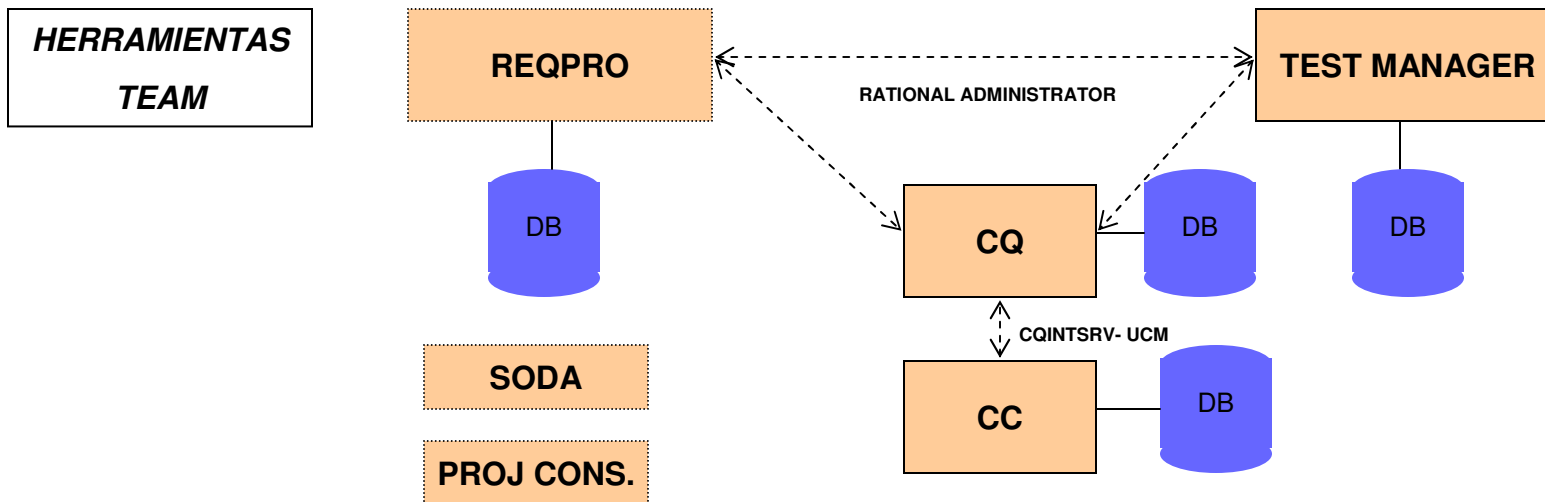 HERRAMIENTAS
TEAM
REQPRO
TEST MANAGER
RATIONAL ADMINISTRATOR
DB
CQ
DB
DB
CQINTSRV- UCM
SODA
CC
DB
PROJ CONS.